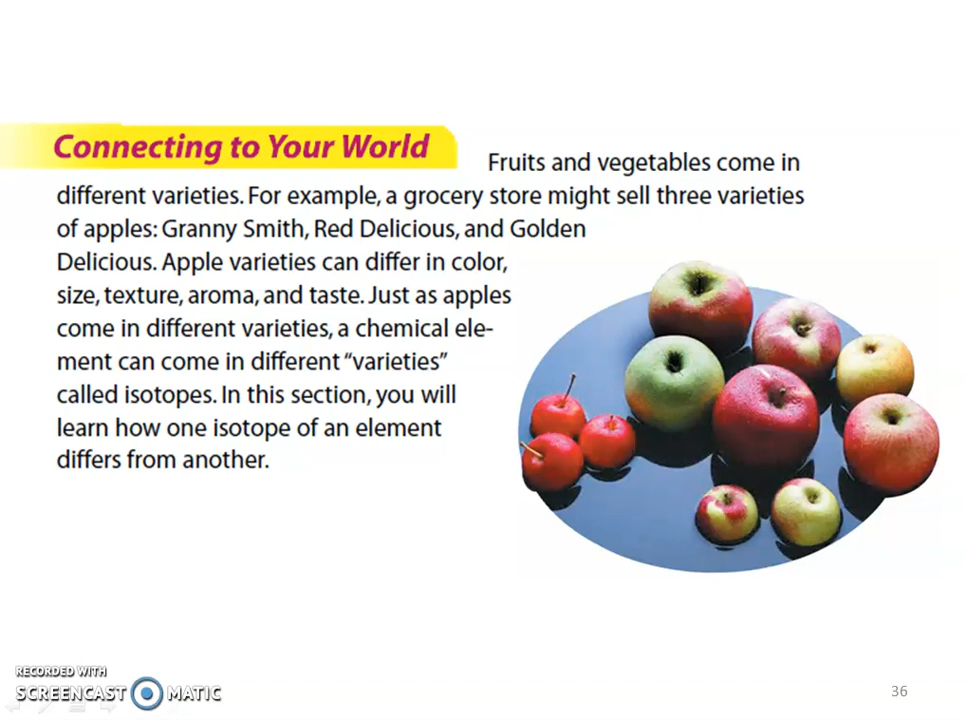 Connecting to Your World
Fruits and vegetables come in
different varieties. For example, a grocery store might sell three varieties
of apples: Granny Smith, Red Delicious, and Golden
Delicious. Apple varieties can differ in color,
size, texture, aroma, and taste. Just as apples
come in different varieties, a chemical ele-
ment can come in different “varieties”
called isotopes. In this section, you will
learn how one isotope of an element
differs from another.
RECORDED WITH
SCREENCAST MATIC
36